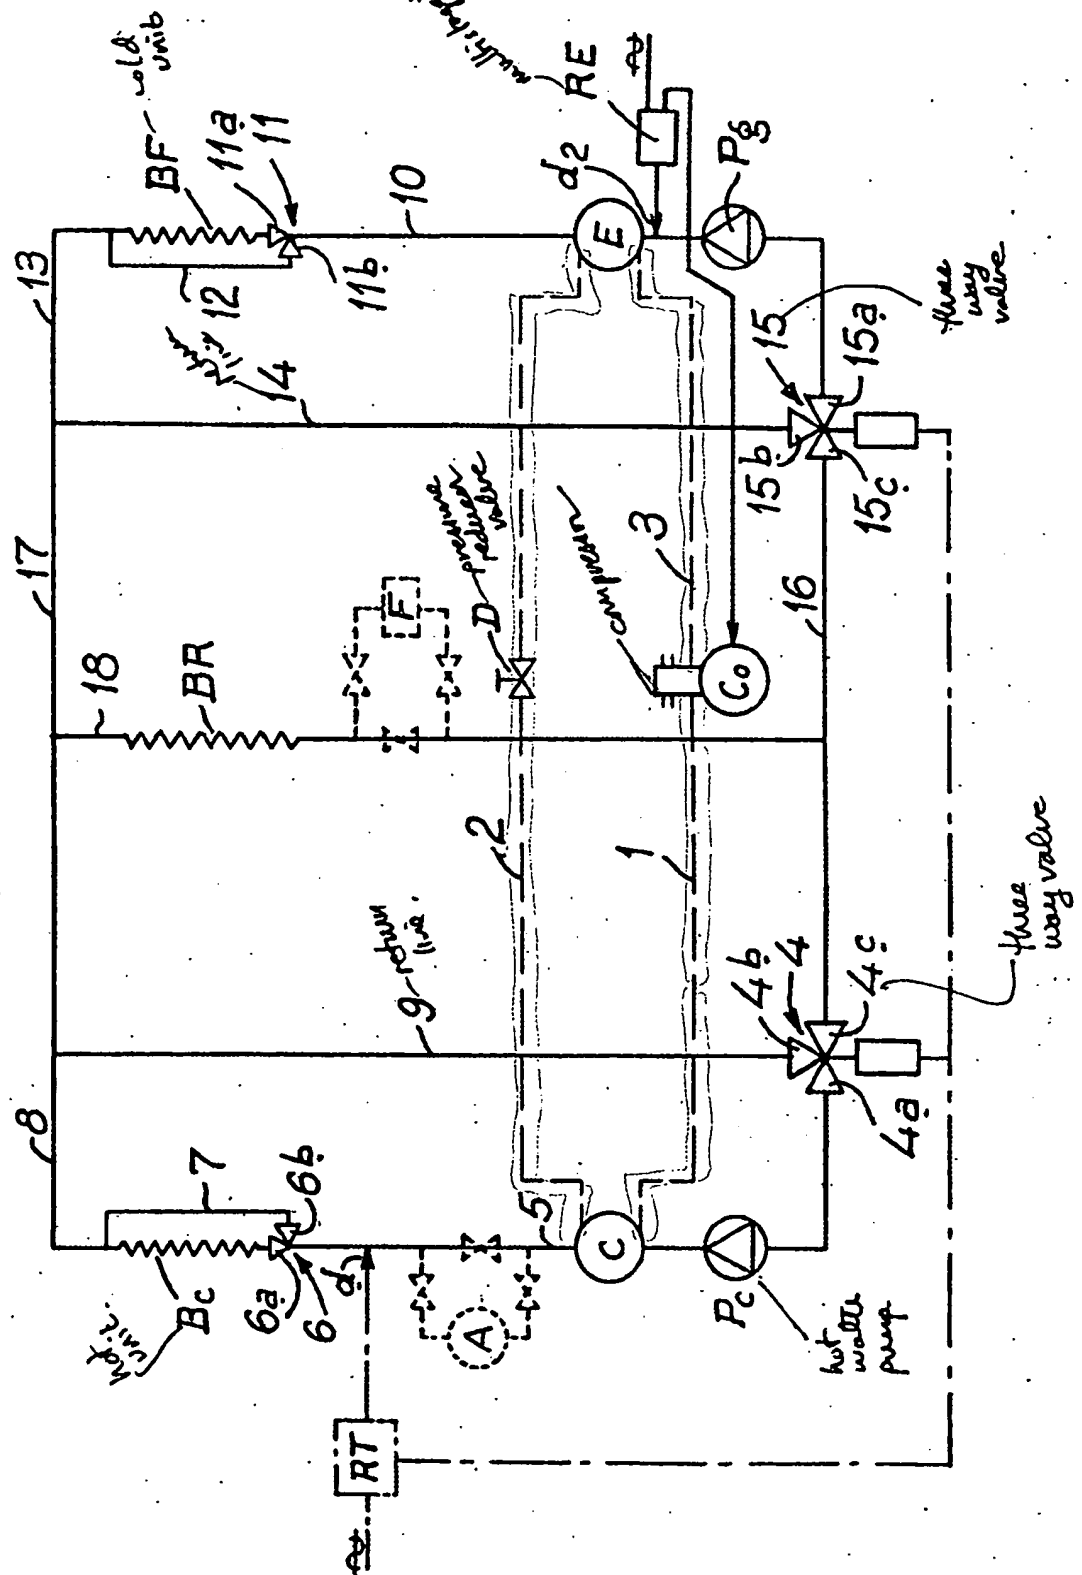 8
17
13
18
7
14
12
BF - cold
unit
BR
hot
unit
Bc
6a
6b
6
11a
11
11b
F
d
RT
9 - return
line.
10
A
D - pressure
reducer
valve
multistage
2
5
C
E
d2
RE
compressor
1
3
Co
Pc
Pg
hot
water
pump
4b
4
4a
4c
16
15b
15
15c
15a
three
way
valve
three
way valve